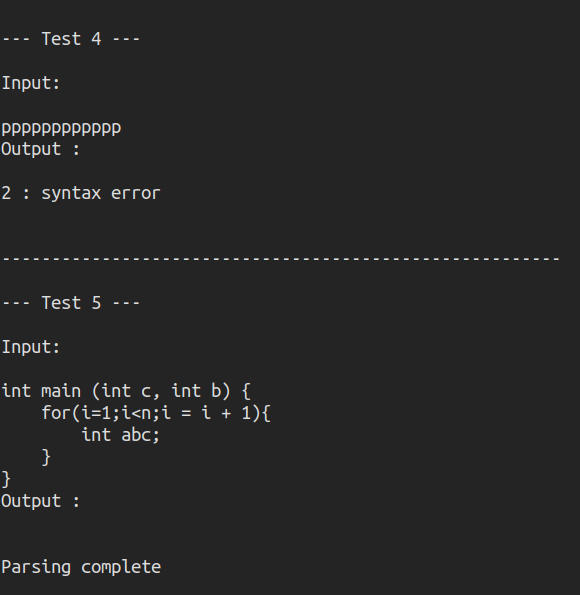 --- Test 4 ---
Input:
pppppppppppp
Output :
2 : syntax error
--------------------------------------------------------
--- Test 5 ---
Input:
int main (int c, int b) {
    for(i=1;i<n;i = i + 1){
        int abc;
    }
}
Output :
Parsing complete